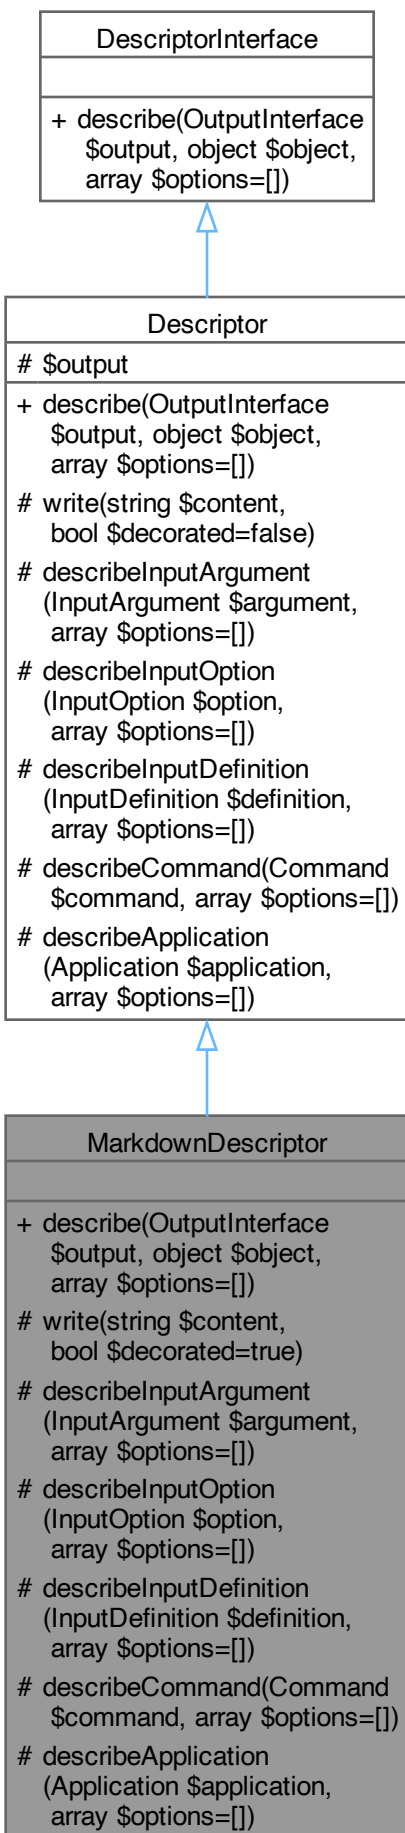 DescriptorInterface
+ describe(OutputInterface
$output, object $object,
array $options=[])
Descriptor
# $output
+ describe(OutputInterface
$output, object $object,
array $options=[])
# write(string $content,
bool $decorated=false)
# describeInputArgument
(InputArgument $argument,
array $options=[])
# describeInputOption
(InputOption $option,
array $options=[])
# describeInputDefinition
(InputDefinition $definition,
array $options=[])
# describeCommand(Command
$command, array $options=[])
# describeApplication
(Application $application,
array $options=[])
MarkdownDescriptor
+ describe(OutputInterface
$output, object $object,
array $options=[])
# write(string $content,
bool $decorated=true)
# describeInputArgument
(InputArgument $argument,
array $options=[])
# describeInputOption
(InputOption $option,
array $options=[])
# describeInputDefinition
(InputDefinition $definition,
array $options=[])
# describeCommand(Command
$command, array $options=[])
# describeApplication
(Application $application,
array $options=[])